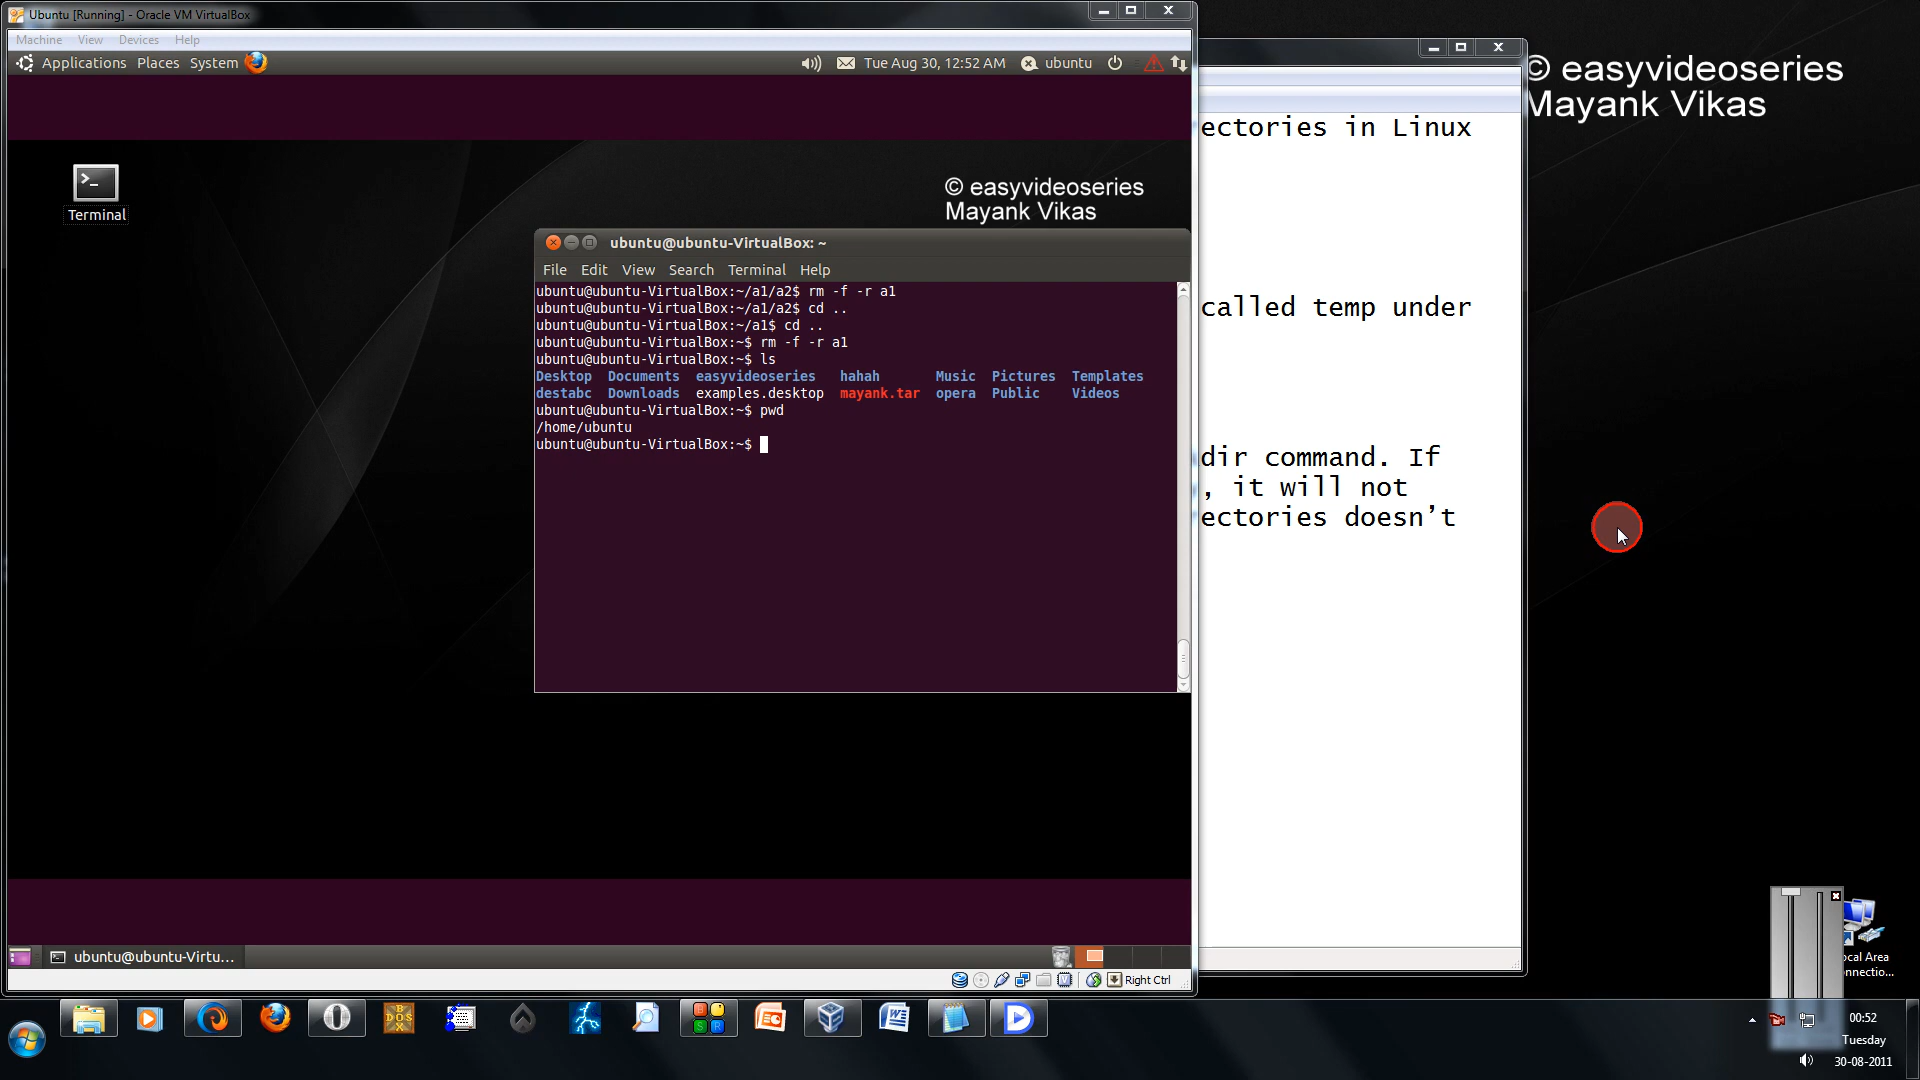 Ubuntu [Running] - Oracle VM VirtualBox
Machine View Devices Help
Applications Places System
Tue Aug 30, 12:52 AM ubuntu
© easyvideoseries
Mayank Vikas
ectories in Linux
Terminal
© easyvideoseries
Mayank Vikas
ubuntu@ubuntu-VirtualBox: ~
File Edit View Search Terminal Help
ubuntu@ubuntu-VirtualBox:~/a1/a2$ rm -f -r a1
ubuntu@ubuntu-VirtualBox:~/a1/a2$ cd ..
ubuntu@ubuntu-VirtualBox:~/a1$ cd ..
ubuntu@ubuntu-VirtualBox:~$ rm -f -r a1
ubuntu@ubuntu-VirtualBox:~$ ls
Desktop Documents easyvideoseries hahah Music Pictures Templates
destabc Downloads examples.desktop mayank.tar opera Public Videos
ubuntu@ubuntu-VirtualBox:~$ pwd
/home/ubuntu
ubuntu@ubuntu-VirtualBox:~$
called temp under
dir command. If
, it will not
ectories doesn’t
ubuntu@ubuntu-Virtu...
Right Ctrl
ocal Area
onnectio...
DOS
BOX
00:52
Tuesday
30-08-2011